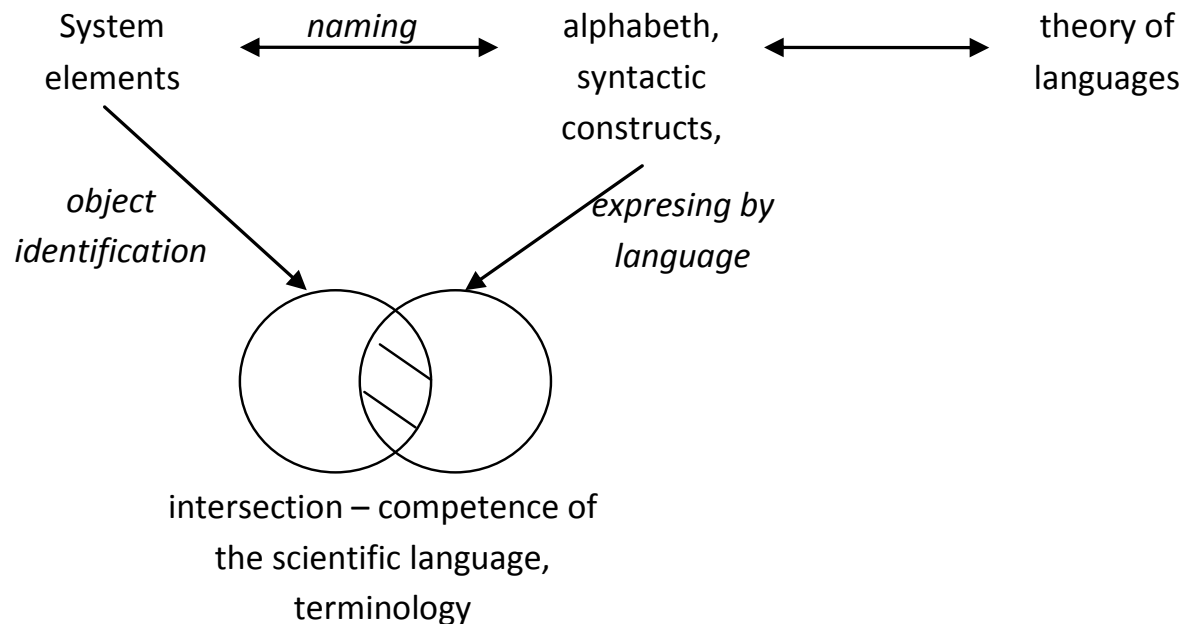 System
elements
naming
alphabeth,
syntactic
constructs,
theory of
languages
object
identification
expresing by
language
intersection – competence of
the scientific language,
terminology